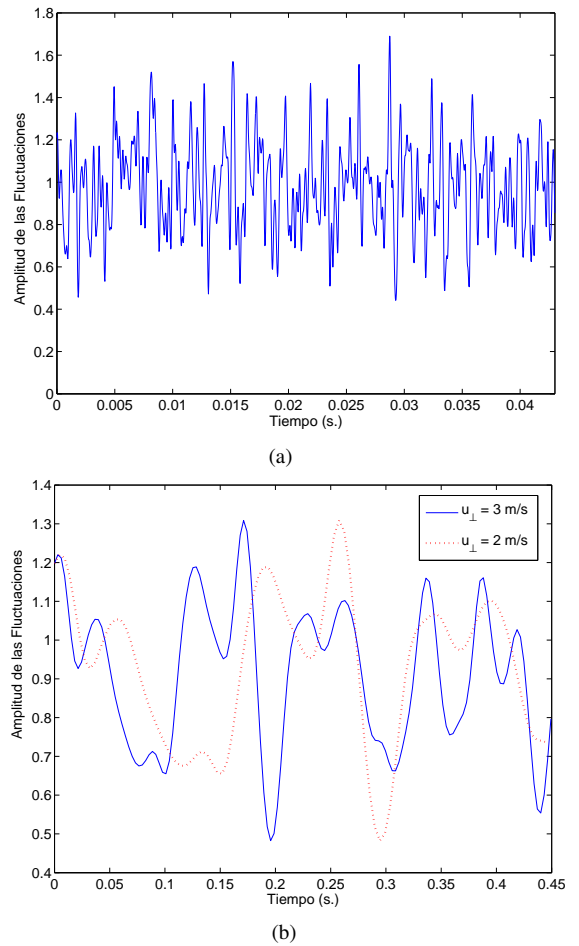 1.8
1.6
1.4
1.2
1
0.8
0.6
0.4
0.2
0
Amplitud de las Fluctuaciones
0 0.005 0.01 0.015 0.02 0.025 0.03 0.035 0.04
Tiempo (s.)
(a)
1.4
1.3
1.2
1.1
1
0.9
0.8
0.7
0.6
0.5
0.4
Amplitud de las Fluctuaciones
u⊥ = 3 m/s
u⊥ = 2 m/s
0 0.05 0.1 0.15 0.2 0.25 0.3 0.35 0.4 0.45
Tiempo (s.)
(b)